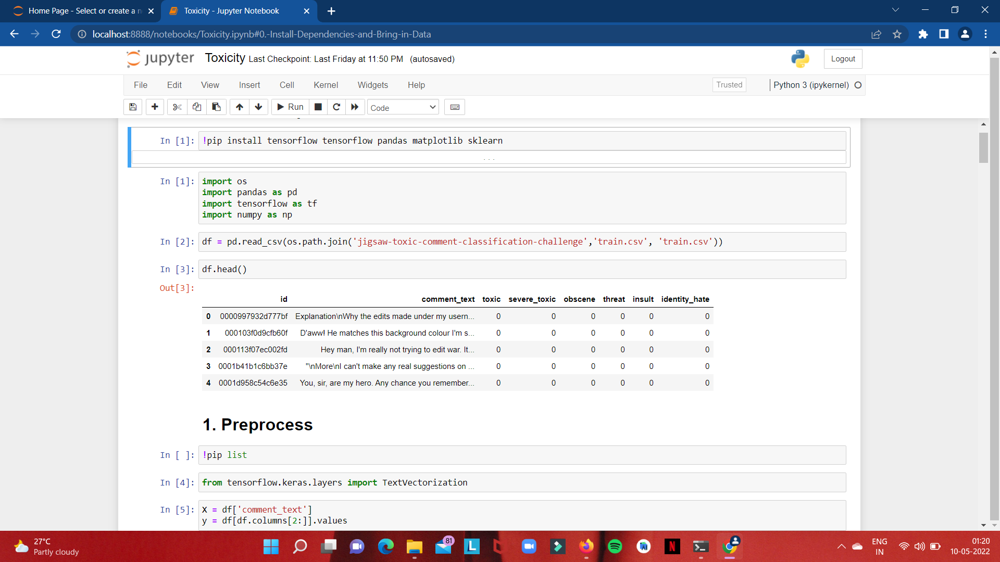 Home Page - Select or create a n
Toxicity - Jupyter Notebook
localhost:8888/notebooks/Toxicity.ipynb#0.-Install-Dependencies-and-Bring-in-Data
jupyter Toxicity Last Checkpoint: Last Friday at 11:50 PM (autosaved)
Logout
File Edit View Insert Cell Kernel Widgets Help
Trusted
Python 3 (ipykernel)
Run
Code
In [1]: !pip install tensorflow tensorflow pandas matplotlib sklearn
...
In [1]: import os
import pandas as pd
import tensorflow as tf
import numpy as np
In [2]: df = pd.read_csv(os.path.join('jigsaw-toxic-comment-classification-challenge','train.csv', 'train.csv'))
In [3]: df.head()
Out[3]:
id comment_text toxic severe_toxic obscene threat insult identity_hate
0 0000997932d777bf Explanation\nWhy the edits made under my usern... 0 0 0 0 0 0
1 000103f0d9cfb60f D'aww! He matches this background colour I'm s... 0 0 0 0 0 0
2 000113f07ec002fd Hey man, I'm really not trying to edit war. It... 0 0 0 0 0 0
3 0001b41b1c6bb37e "\nMore\nI can't make any real suggestions on ... 0 0 0 0 0 0
4 0001d958c54c6e35 You, sir, are my hero. Any chance you remember... 0 0 0 0 0 0
1. Preprocess
In [ ]: !pip list
In [4]: from tensorflow.keras.layers import TextVectorization
In [5]: X = df['comment_text']
y = df[df.columns[2:]].values
27°C
Partly cloudy
81
L
N
ENG
IN
01:20
10-05-2022